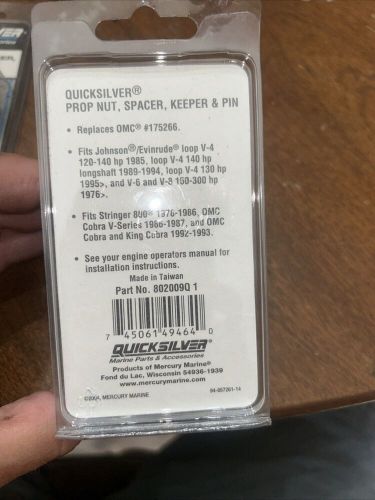 QUICKSILVER®
PROP NUT, SPACER, KEEPER & PIN
• Replaces OMC® #175266.
• Fits Johnson®/Evinrude® loop V-4
120-140 hp 1985, loop V-4 140 hp
longshaft 1989-1994, loop V-4 130 hp
1995>, and V-6 and V-8 150-300 hp
1976>.
• Fits Stringer 800® 1976-1986, OMC
Cobra V-Series 1986-1987, and OMC
Cobra and King Cobra 1992-1993.
• See your engine operators manual for
installation instructions.
Made in Taiwan
Part No. 802009Q 1
7 45061 49464 0
QUICKSILVER®
Marine Parts & Accessories
Products of Mercury Marine®
Fond du Lac, Wisconsin 54936-1939
www.mercurymarine.com
©2004, MERCURY MARINE